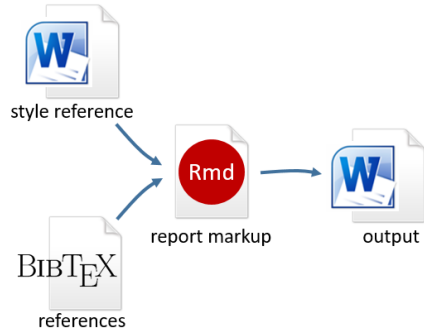 W
style reference
Rmd
report markup
W
output
BIBTEX
references